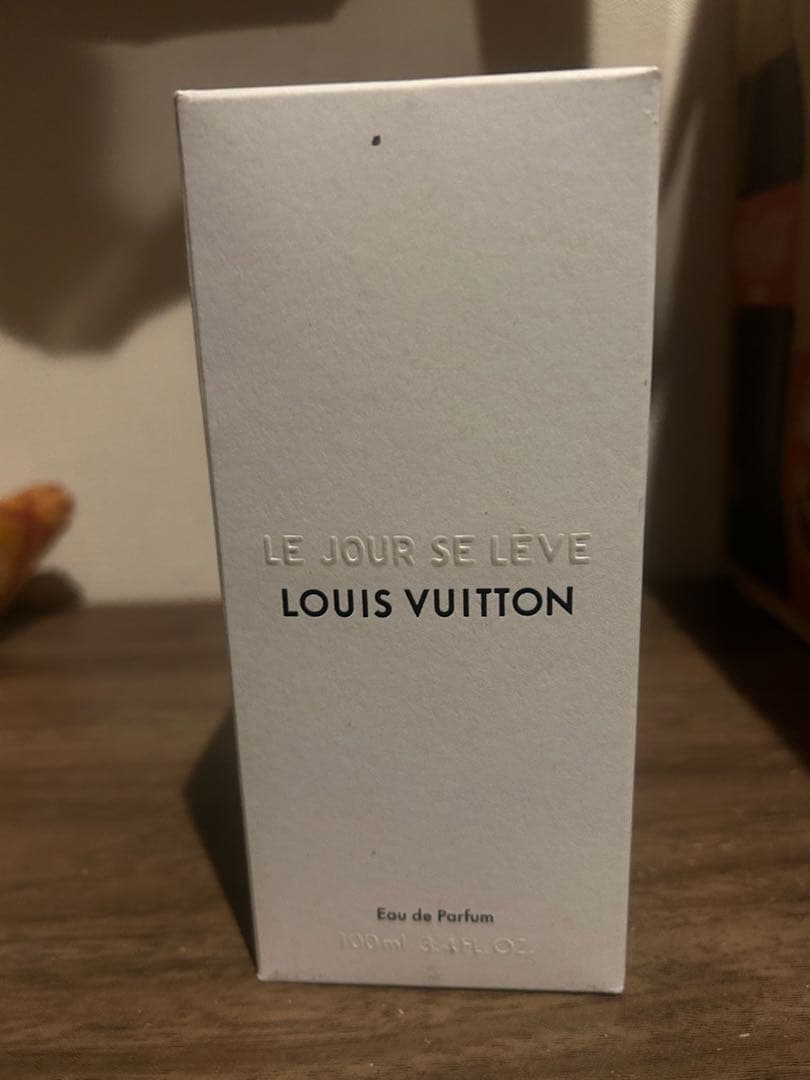 LE JOUR SE LÈVE
LOUIS VUITTON
Eau de Parfum
100ml 3.4FL. OZ.